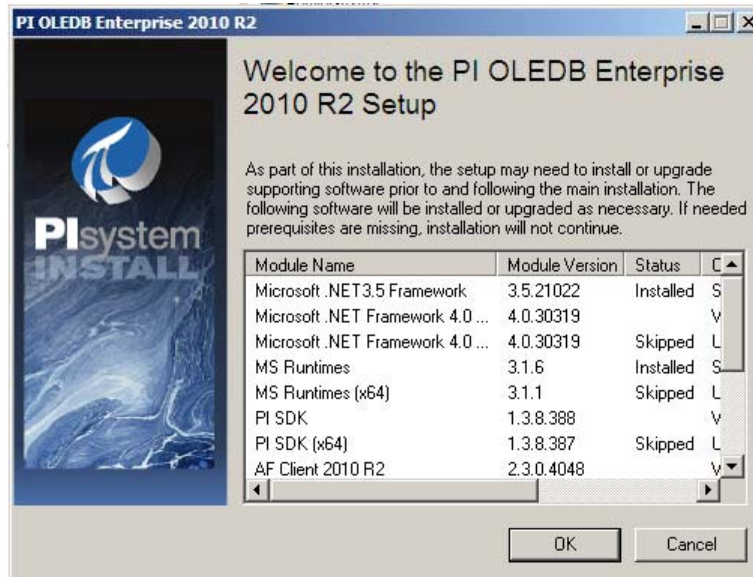 PI OLEDB Enterprise 2010 R2
Welcome to the PI OLEDB Enterprise
2010 R2 Setup
PIsystem
INSTALL
As part of this installation, the setup may need to install or upgrade
supporting software prior to and following the main installation. The
following software will be installed or upgraded as necessary. If needed
prerequisites are missing, installation will not continue.
Module Name Module Version Status
Microsoft .NET3.5 Framework 3.5.21022 Installed S
Microsoft .NET Framework 4.0 ... 4.0.30319 V
Microsoft .NET Framework 4.0 ... 4.0.30319 Skipped L
MS Runtimes 3.1.6 Installed S
MS Runtimes (x64) 3.1.1 Skipped L
PI SDK 1.3.8.388 V
PI SDK (x64) 1.3.8.387 Skipped L
AF Client 2010 R2 2.3.0.4048 V
OK Cancel